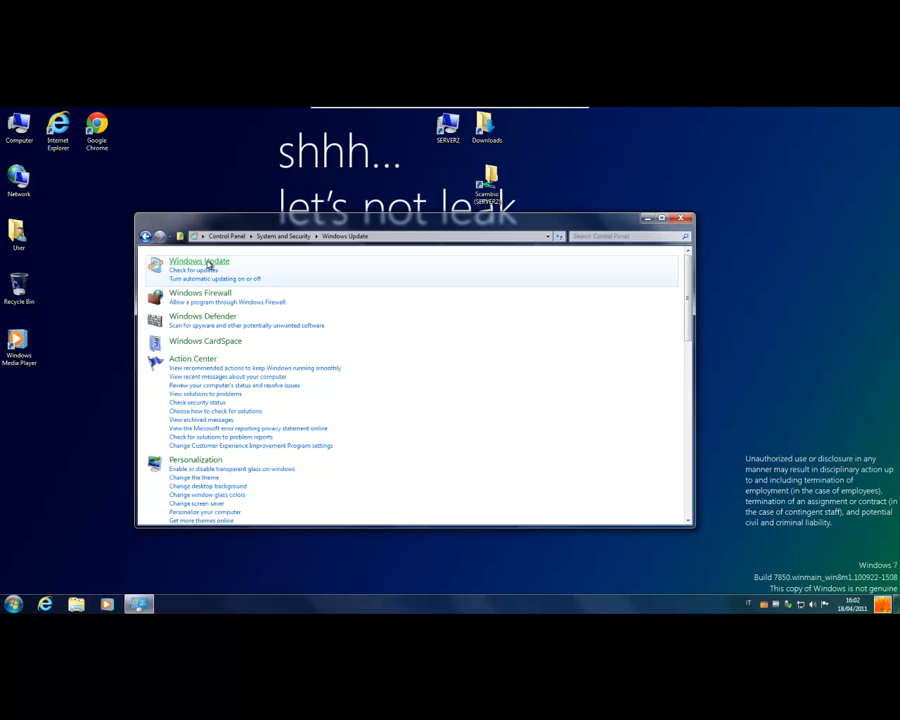 shhh...
let's not leak
Computer
Internet Explorer
Google Chrome
SERVER2
Downloads
Network
Scambio (SERVER2)
User
Recycle Bin
Windows Media Player
Control Panel
System and Security
Windows Update
Search Control Panel
Windows Update
Check for updates
Turn automatic updating on or off
Windows Firewall
Allow a program through Windows Firewall
Windows Defender
Scan for spyware and other potentially unwanted software
Windows CardSpace
Action Center
View recommended actions to keep Windows running smoothly
View recent messages about your computer
Review your computer's status and resolve issues
View solutions to problems
Check security status
Choose how to check for solutions
View archived messages
View the Microsoft error reporting privacy statement online
Check for solutions to problem reports
Change Customer Experience Improvement Program settings
Personalization
Enable or disable transparent glass on windows
Change the theme
Change desktop background
Change window glass colors
Change screen saver
Personalize your computer
Get more themes online
Unauthorized use or disclosure in any
manner may result in disciplinary action up
to and including termination of
employment (in the case of employees),
termination of an assignment or contract (in
the case of contingent staff), and potential
civil and criminal liability.
Windows 7
Build 7850.winmain_win8m1.100922-1508
This copy of Windows is not genuine
IT
16:02
18/04/2011